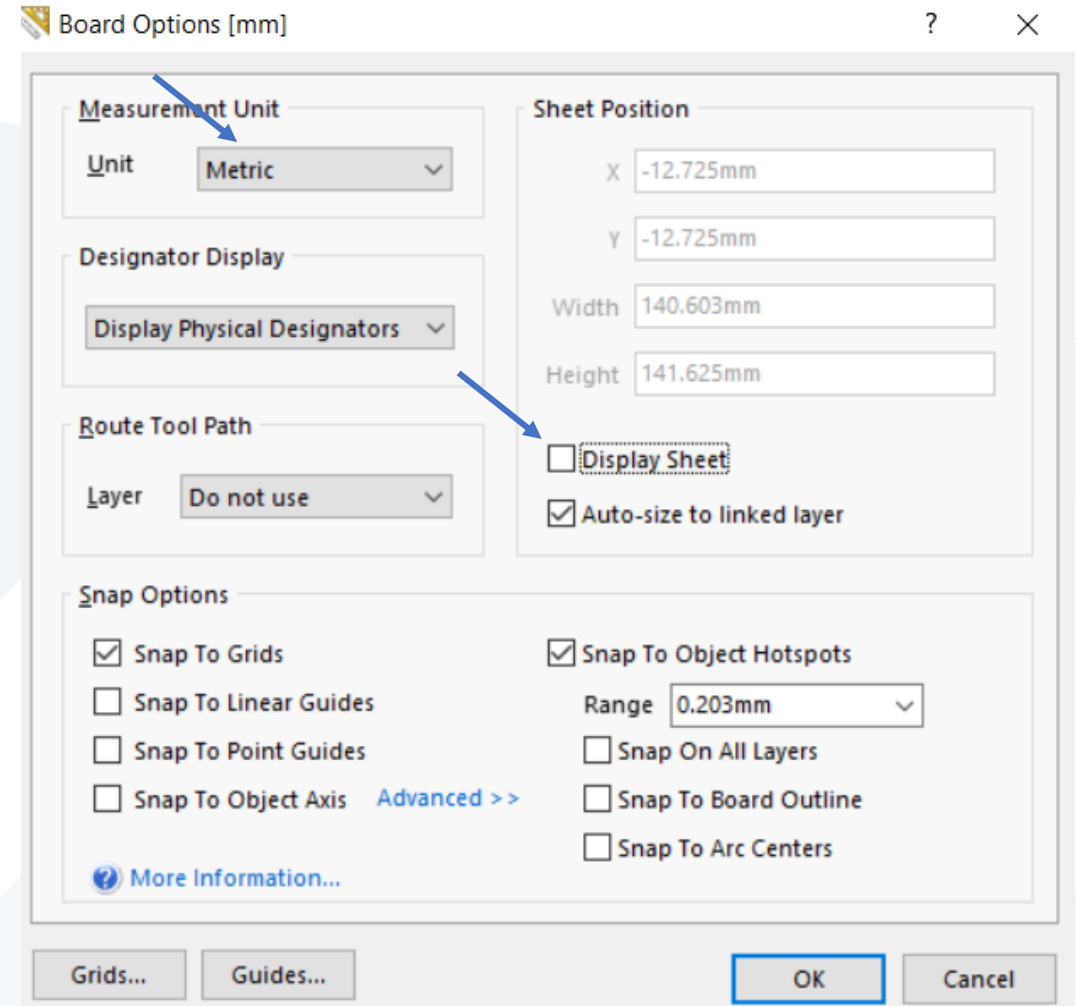 Board Options [mm]
?
Measurement Unit
Unit
Metric
Designator Display
Display Physical Designators
Route Tool Path
Layer
Do not use
Sheet Position
X
-12.725mm
Y
-12.725mm
Width
140.603mm
Height
141.625mm
Display Sheet
Auto-size to linked layer
Snap Options
Snap To Grids
Snap To Linear Guides
Snap To Point Guides
Snap To Object Axis
Advanced >>
More Information...
Snap To Object Hotspots
Range
0.203mm
Snap On All Layers
Snap To Board Outline
Snap To Arc Centers
Grids...
Guides...
OK
Cancel